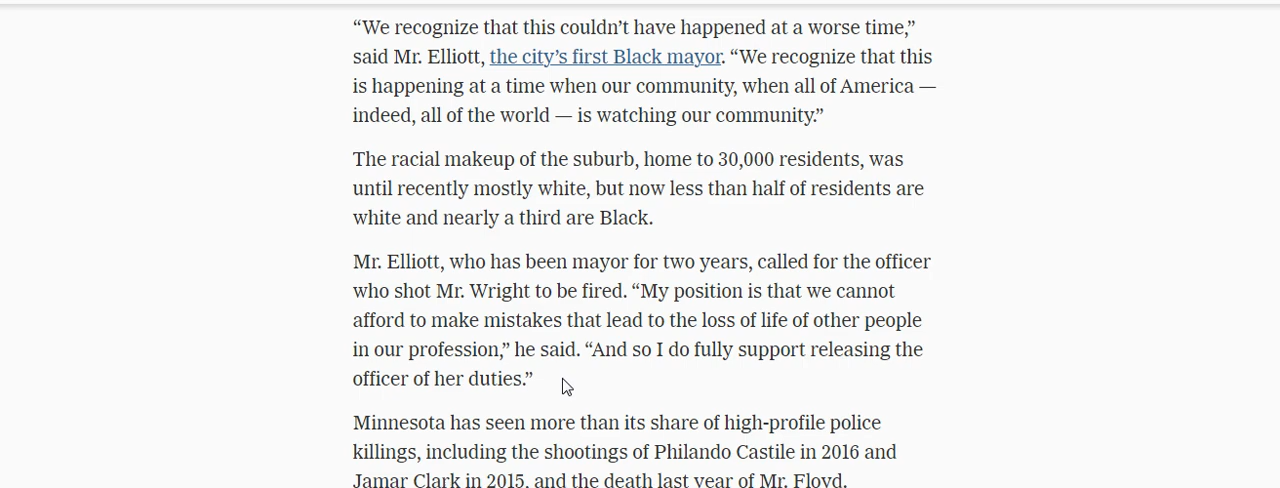 “We recognize that this couldn’t have happened at a worse time,”
said Mr. Elliott, the city’s first Black mayor. “We recognize that this
is happening at a time when our community, when all of America —
indeed, all of the world — is watching our community.”
The racial makeup of the suburb, home to 30,000 residents, was
until recently mostly white, but now less than half of residents are
white and nearly a third are Black.
Mr. Elliott, who has been mayor for two years, called for the officer
who shot Mr. Wright to be fired. “My position is that we cannot
afford to make mistakes that lead to the loss of life of other people
in our profession,” he said. “And so I do fully support releasing the
officer of her duties.”
Minnesota has seen more than its share of high-profile police
killings, including the shootings of Philando Castile in 2016 and
Jamar Clark in 2015, and the death last year of Mr. Floyd.